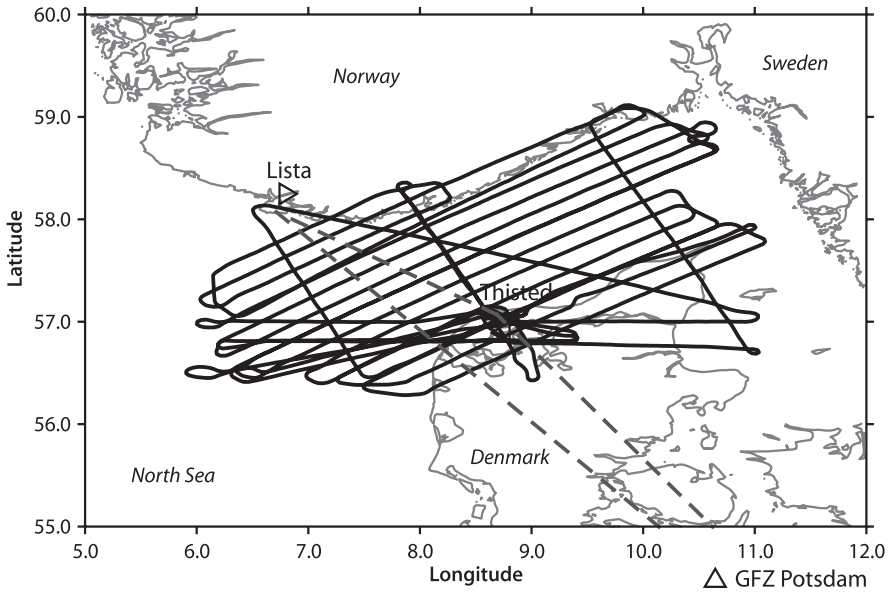 60.0
59.0
58.0
57.0
56.0
55.0
Latitude
Norway
Sweden
Lista
Thisted
North Sea
Denmark
5.0 6.0 7.0 8.0 9.0 10.0 11.0 12.0
Longitude
GFZ Potsdam